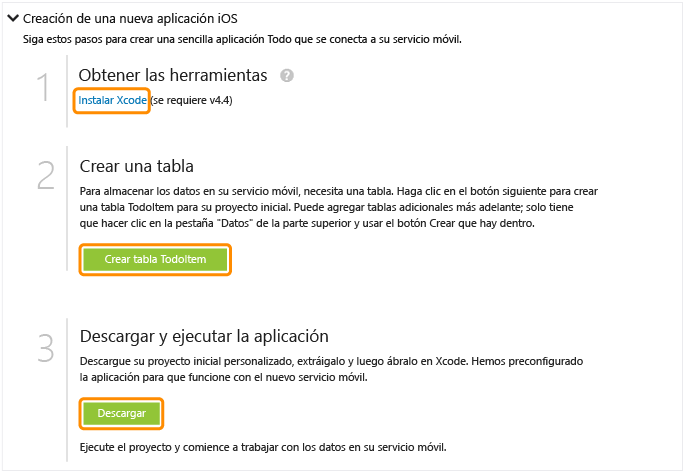 Creación de una nueva aplicación iOS
Siga estos pasos para crear una sencilla aplicación Todo que se conecta a su servicio móvil.
1 Obtener las herramientas ?
Instalar Xcode (se requiere v4.4)
2 Crear una tabla
Para almacenar los datos en su servicio móvil, necesita una tabla. Haga clic en el botón siguiente para crear
una tabla TodoItem para su proyecto inicial. Puede agregar tablas adicionales más adelante; solo tiene
que hacer clic en la pestaña "Datos" de la parte superior y usar el botón Crear que hay dentro.
Crear tabla TodoItem
3 Descargar y ejecutar la aplicación
Descargue su proyecto inicial personalizado, extráigalo y luego ábralo en Xcode. Hemos preconfigurado
la aplicación para que funcione con el nuevo servicio móvil.
Descargar
Ejecute el proyecto y comience a trabajar con los datos en su servicio móvil.